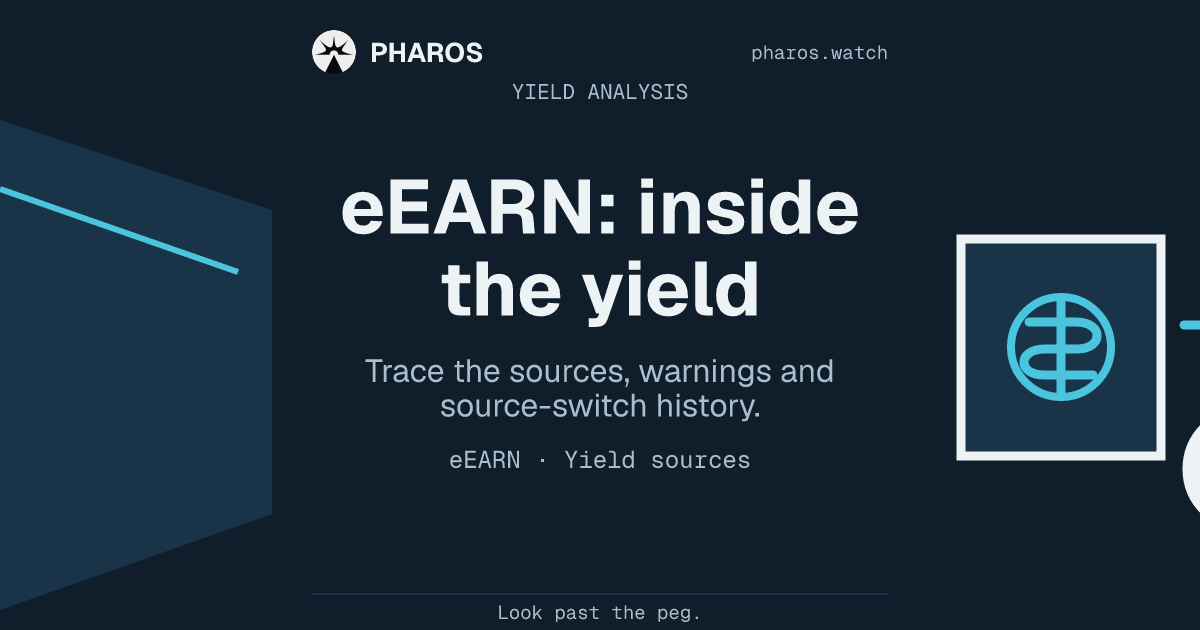 PHAROS
pharos.watch
YIELD ANALYSIS
eEARN: inside
the yield
Trace the sources, warnings and
source-switch history.
eEARN · Yield sources
Look past the peg.